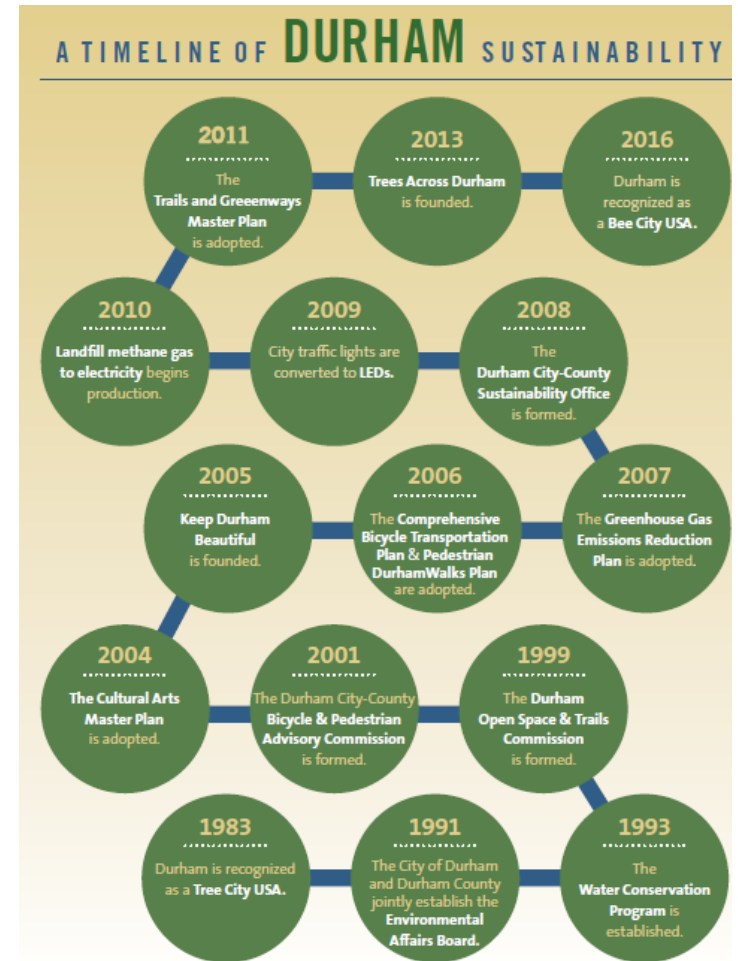 A TIMELINE OF DURHAM SUSTAINABILITY
2011
The
Trails and Greeenways
Master Plan
is adopted.
2013
Trees Across Durham
is founded.
2016
Durham is
recognized as
a Bee City USA.
2010
Landfill methane gas
to electricity begins
production.
2009
City traffic lights are
converted to LEDs.
2008
The
Durham City-County
Sustainability Office
is formed.
2005
Keep Durham
Beautiful
is founded.
2006
The Comprehensive
Bicycle Transportation
Plan & Pedestrian
DurhamWalks Plan
are adopted.
2007
The Greenhouse Gas
Emissions Reduction
Plan is adopted.
2004
The Cultural Arts
Master Plan
is adopted.
2001
The Durham City-County
Bicycle & Pedestrian
Advisory Commission
is formed.
1999
The Durham
Open Space & Trails
Commission
is formed.
1983
Durham is recognized
as a Tree City USA.
1991
The City of Durham
and Durham County
jointly establish the
Environmental
Affairs Board.
1993
The
Water Conservation
Program is
established.